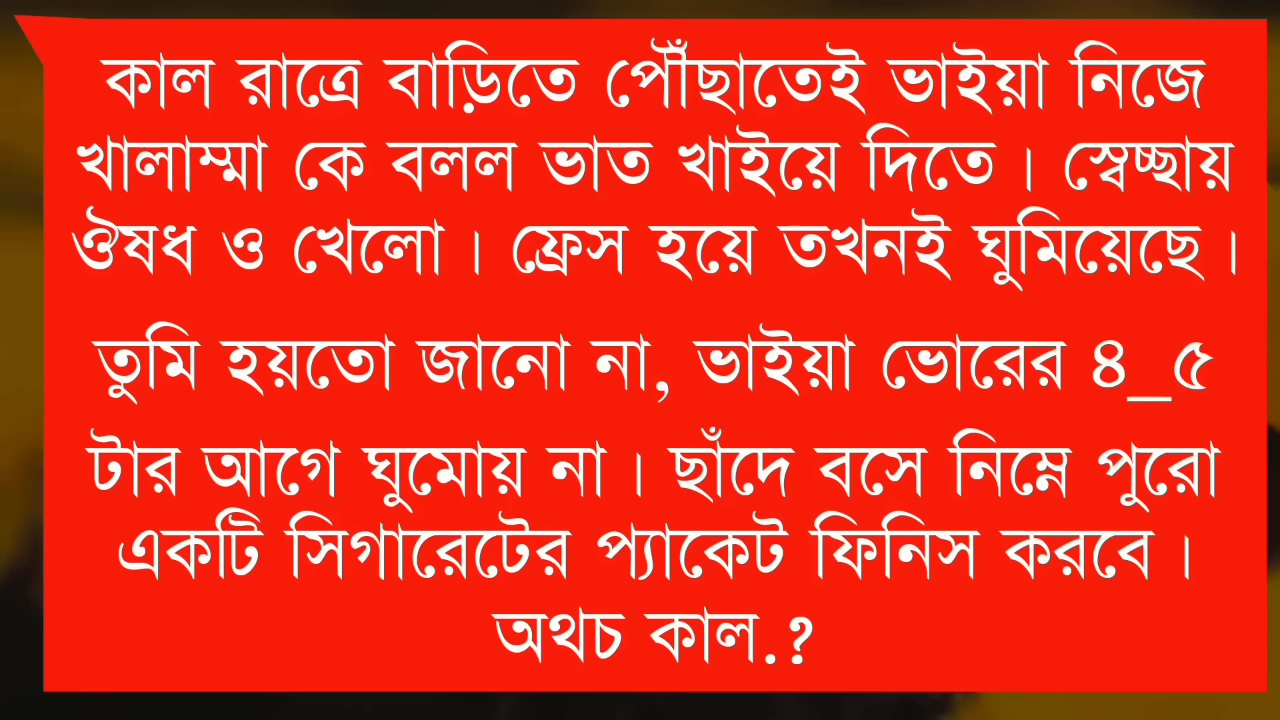 কাল রাত্রে বাড়িতে পৌঁছাতেই ভাইয়া নিজে
খালাম্মা কে বলল ভাত খাইয়ে দিতে। স্বেচ্ছায়
ঔষধ ও খেলো। ফ্রেস হয়ে তখনই ঘুমিয়েছে।
তুমি হয়তো জানো না, ভাইয়া ভোরের ৪_৫
টার আগে ঘুমোয় না। ছাঁদে বসে নিম্নে পুরো
একটি সিগারেটের প্যাকেট ফিনিস করবে।
অথচ কাল.?